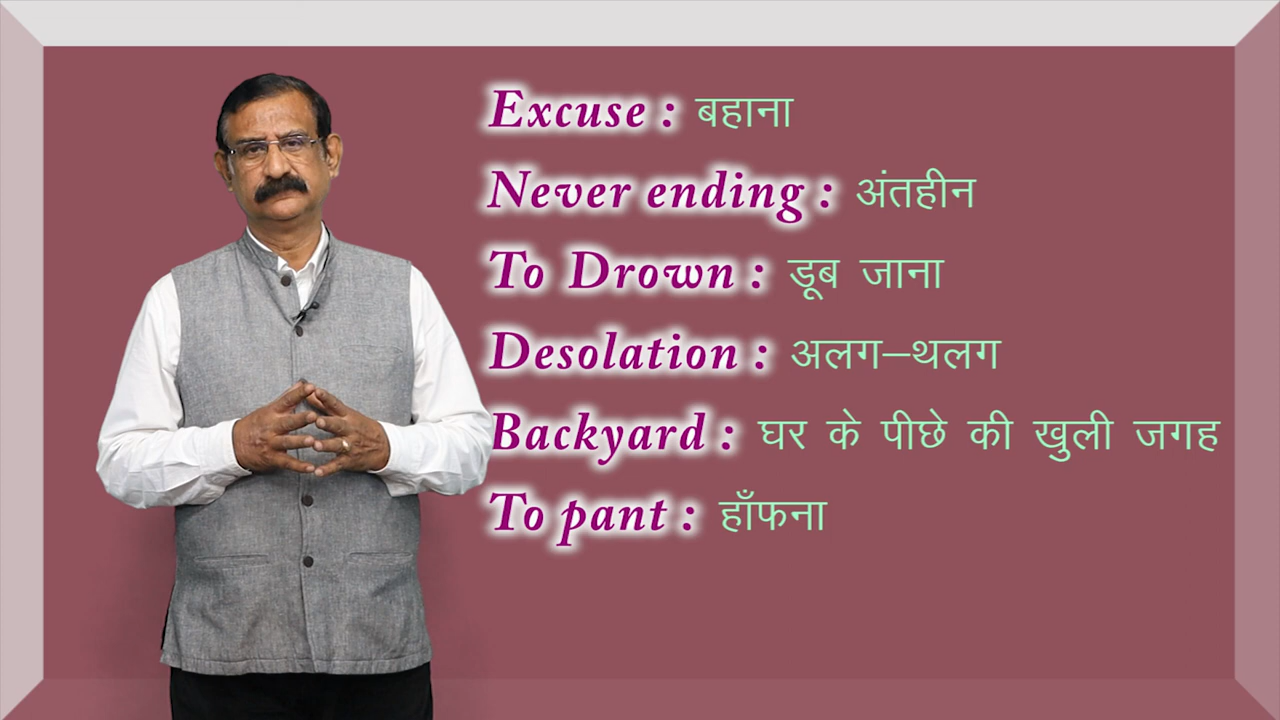 Excuse : बहाना
Never ending : अंतहीन
To Drown : डूब जाना
Desolation : अलग–थलग
Backyard : घर के पीछे की खुली जगह
To pant : हाँफना